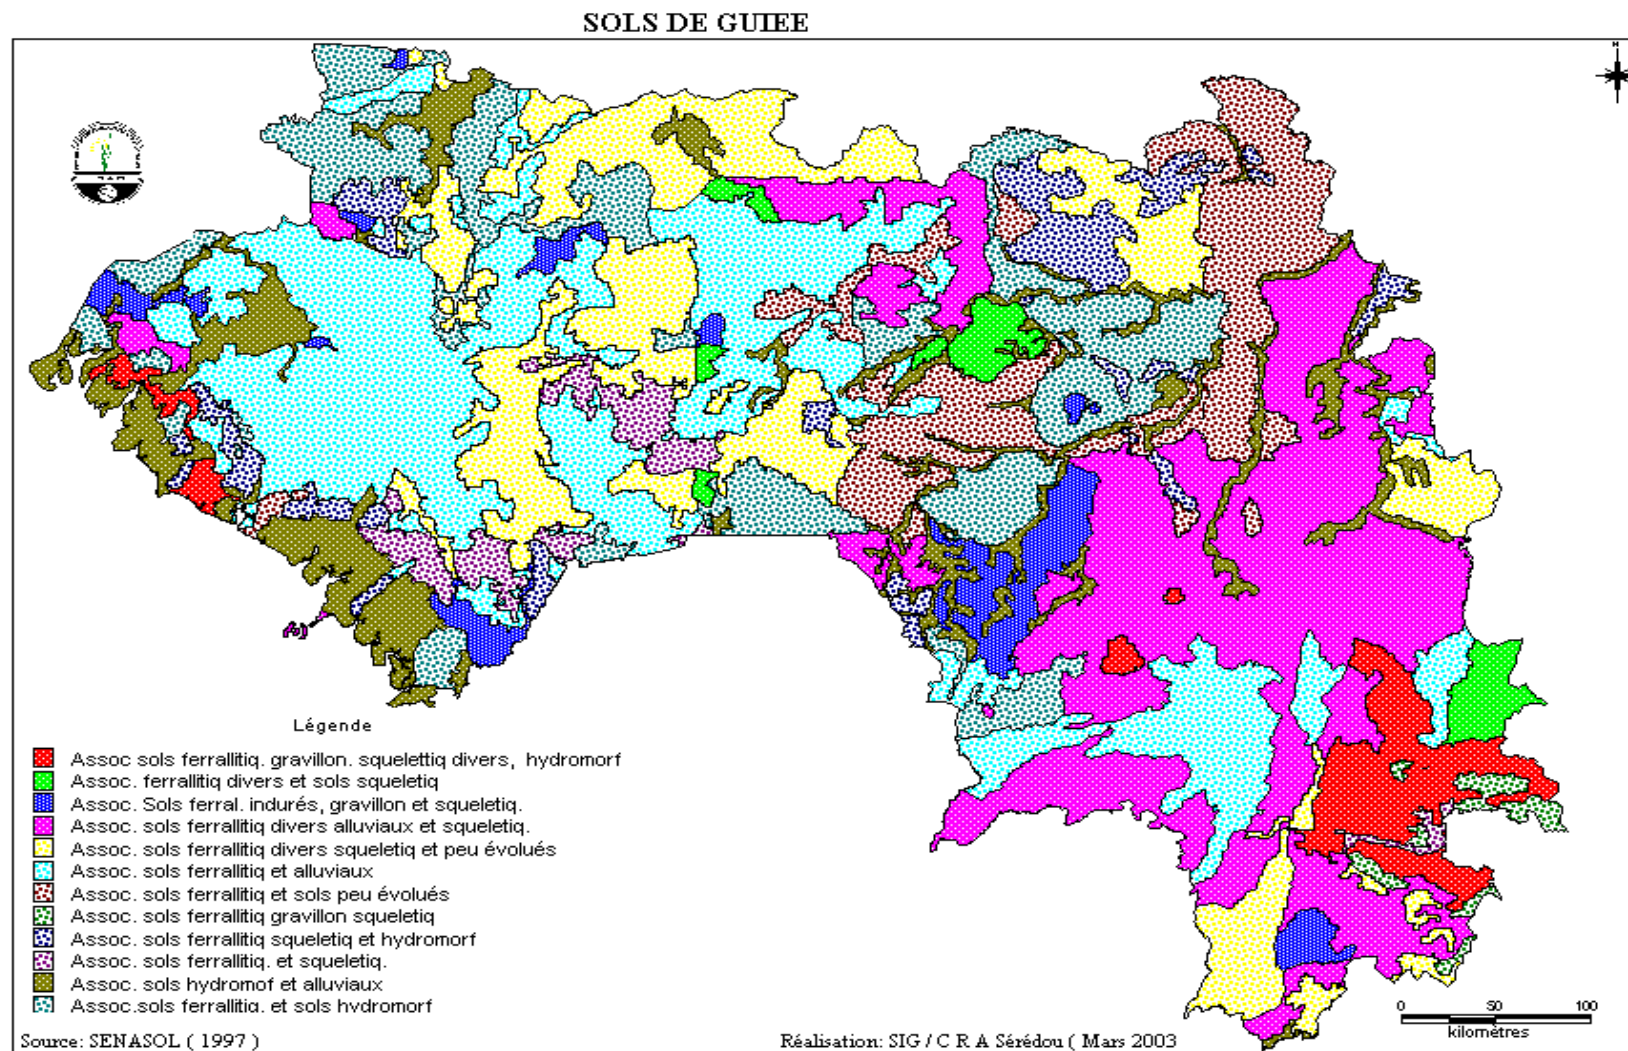 SOLS DE GUIEE
N
Légende
Assoc sols ferrallitiq. gravillon. squelettiq divers, hydromorf
Assoc. ferrallitiq divers et sols squeletiq
Assoc. Sols ferral. indurés, gravillon et squeletiq.
Assoc. sols ferrallitiq divers alluviaux et squeletiq.
Assoc. sols ferrallitiq divers squeletiq et peu évolués
Assoc. sols ferrallitiq et alluviaux
Assoc. sols ferrallitiq et sols peu évolués
Assoc. sols ferrallitiq gravillon squeletiq
Assoc. sols ferrallitiq squeletiq et hydromorf
Assoc. sols ferrallitiq. et squeletiq.
Assoc. sols hydromof et alluviaux
Assoc.sols ferrallitiq. et sols hydromorf
0 50 100
kilomètres
Source: SENASOL ( 1997 )
Réalisation: SIG / C R A Sérédou ( Mars 2003